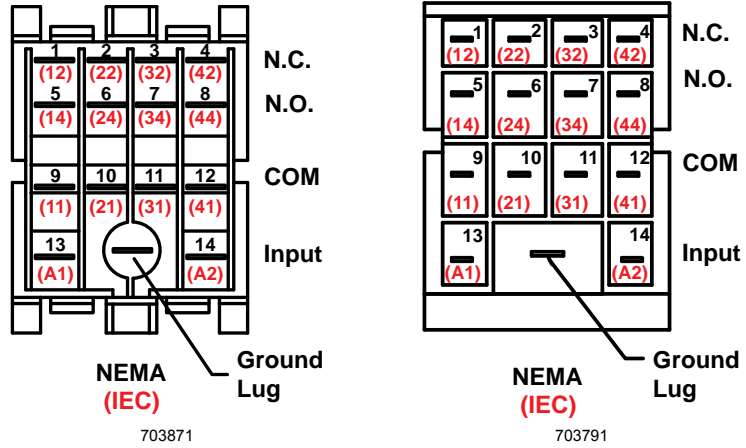 1 2 3 4 N.C.
(12) (22) (32) (42)
5 6 7 8 N.O.
(14) (24) (34) (44)
9 10 11 12 COM
(11) (21) (31) (41)
13 14 Input
(A1) (A2)
Ground
Lug
NEMA
(IEC)
703871
1 2 3 4 N.C.
(12) (22) (32) (42)
5 6 7 8 N.O.
(14) (24) (34) (44)
9 10 11 12 COM
(11) (21) (31) (41)
13 14 Input
(A1) (A2)
Ground
Lug
NEMA
(IEC)
703791